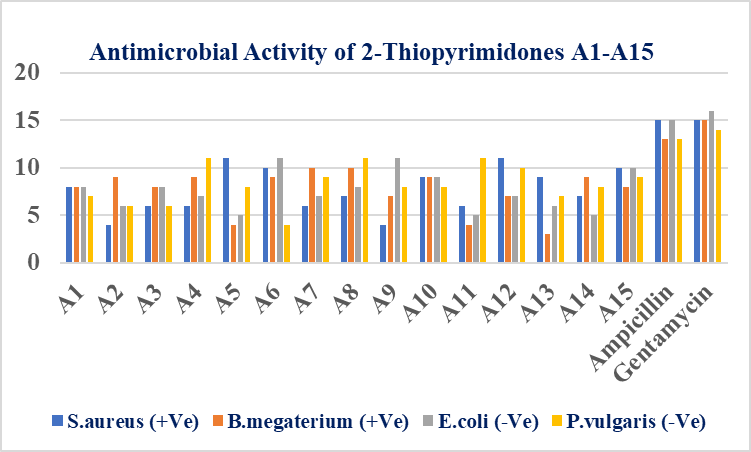 Antimicrobial Activity of 2-Thiopyrimidones A1-A15
20
15
10
5
0
A1
A2
A3
A4
A5
A6
A7
A8
A9
A10
A11
A12
A13
A14
A15
Ampicillin
Gentamycin
S.aureus (+Ve) B.megaterium (+Ve) E.coli (-Ve) P.vulgaris (-Ve)